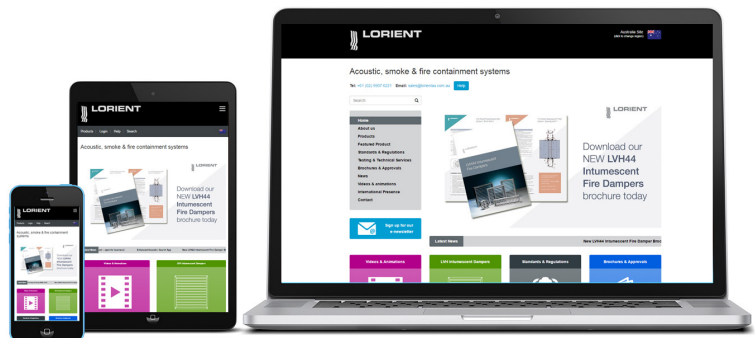 LORIENT
Products Login Help Search
Acoustic, smoke & fire containment systems
LORIENT
Download our
NEW LVH44
Intumescent
Fire Dampers
brochure today
Videos & Animations
LVH Intumescent Dampers
LORIENT
Acoustic, smoke & fire containment systems
LORIENT
Australia Site
(click to change region)
Acoustic, smoke & fire containment systems
Search
Help
Home
About us
Products
Featured Product
Standards & Regulations
Testing & Technical Services
Brochures & Approvals
News
Videos & Animations
International Presence
Contact
Sign up for our
e-newsletter
LORIENT
Download our
NEW LVH44
Intumescent
Fire Dampers
brochure today
Latest News
New LVH44 Intumescent Fire Damper Broc
Videos & Animations
LVH Intumescent Dampers
Standards & Regulations
Brochures & Approvals